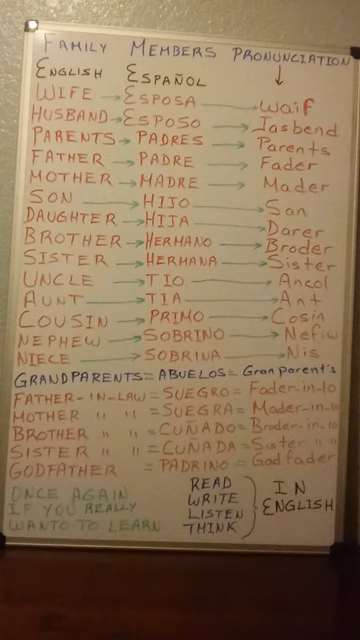 FAMILY MEMBERS PRONUNCIATION
ENGLISH ESPAÑOL ↓
WIFE → ESPOSA → Waif
HUSBAND → ESPOSO → Jasbend
PARENTS → PADRES → Parents
FATHER → PADRE → Fader
MOTHER → MADRE → Mader
SON → HIJO → San
DAUGHTER → HIJA → Darer
BROTHER → HERMANO → Broder
SISTER → HERMANA → Sister
UNCLE → TIO → Ancol
AUNT → TIA → Ant
COUSIN → PRIMO → Cosin
NEPHEW → SOBRINO → Nefiw
NIECE → SOBRINA → Nis
GRANDPARENTS = ABUELOS = Granparent's
FATHER-IN-LAW = SUEGRO = Fader-in-lo
MOTHER " " = SUEGRA = Mader-in-lo
BROTHER " " = CUÑADO = Broder-in-lo
SISTER " " = CUÑADA = Sister " "
GODFATHER = PADRINO = Godfader
ONCE AGAIN
IF YOU REALLY
WANTO TO LEARN
READ
WRITE
LISTEN
THINK
IN
ENGLISH